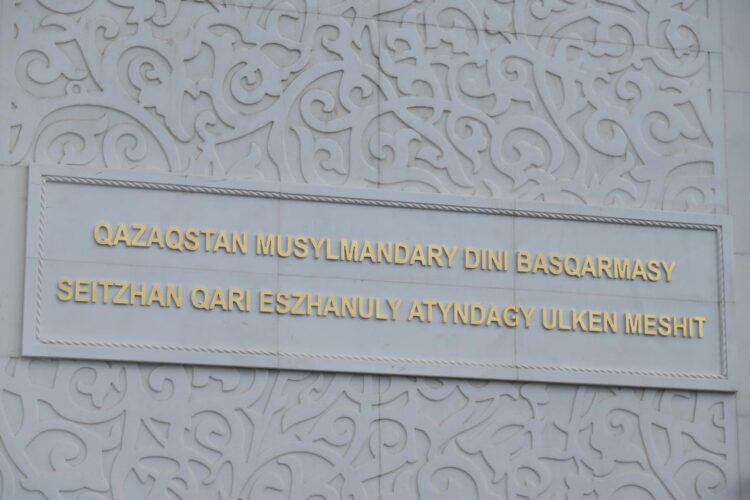 QAZAQSTAN MUSYLMANDARY DINI BASQARMASY
SEITZHAN QARI ESZHANULY ATYNDAGY ULKEN MESHIT